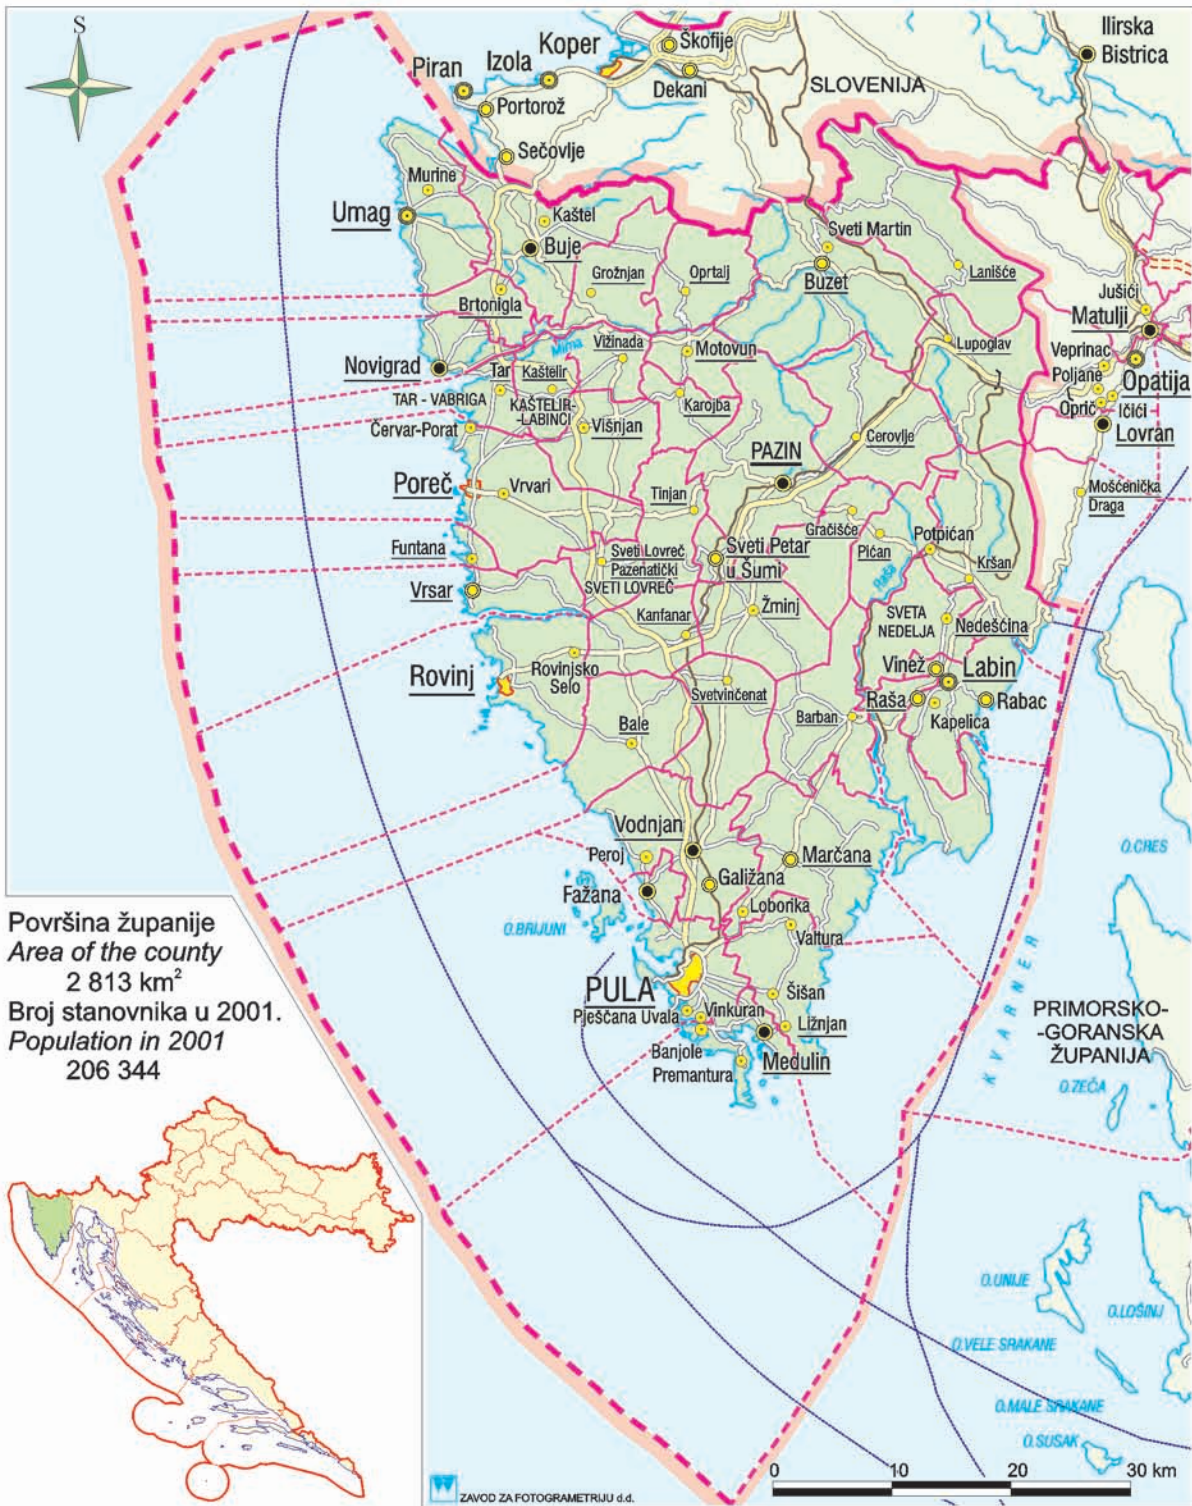 S
Ilirska
Bistrica
Koper
Škofije
Izola
Piran
Dekani
SLOVENIJA
Portorož
Sečovlje
Murine
Umag
Kaštel
Buje
Sveti Martin
Grožnjan
Oprtalj
Buzet
Lanišće
Brtonigla
Jušići
Matulji
Mirna
Vižinada
Motovun
Lupoglav
Veprinac
Novigrad
Tar
Kaštelir
Poljane
Opatija
TAR - VABRIGA
KAŠTELIR-
-LABINCI
Karojba
Oprič
Ičići
Červar-Porat
Višnjan
Cerovlje
Lovran
PAZIN
Poreč
Vrvari
Tinjan
Mošćenička
Draga
Gračišće
Potpićan
Funtana
Sveti Lovreč
Pazenatički
SVETI LOVREČ
Sveti Petar
u Šumi
Pićan
Kršan
Raša
Vrsar
Kanfanar
Žminj
SVETA
NEDELJA
Nedešćina
Rovinj
Rovinjsko
Selo
Vinež
Labin
Svetvinčenat
Raša
Rabac
Bale
Barban
Kapelica
Vodnjan
Peroj
Marčana
O.CRES
Fažana
Galižana
Loborika
O.BRIJUNI
Valtura
Površina županije
Area of the county
2 813 km²
Broj stanovnika u 2001.
Population in 2001
206 344
PULA
Šišan
Pješčana Uvala
Vinkuran
Ližnjan
Banjole
Medulin
Premantura
KVARNER
PRIMORSKO-
-GORANSKA
ŽUPANIJA
O.ZEČA
O.UNIJE
O.LOŠINJ
O.VELE SRAKANE
O.MALE SRAKANE
O.SUSAK
0 10 20 30 km
ZAVOD ZA FOTOGRAMETRIJU d.d.